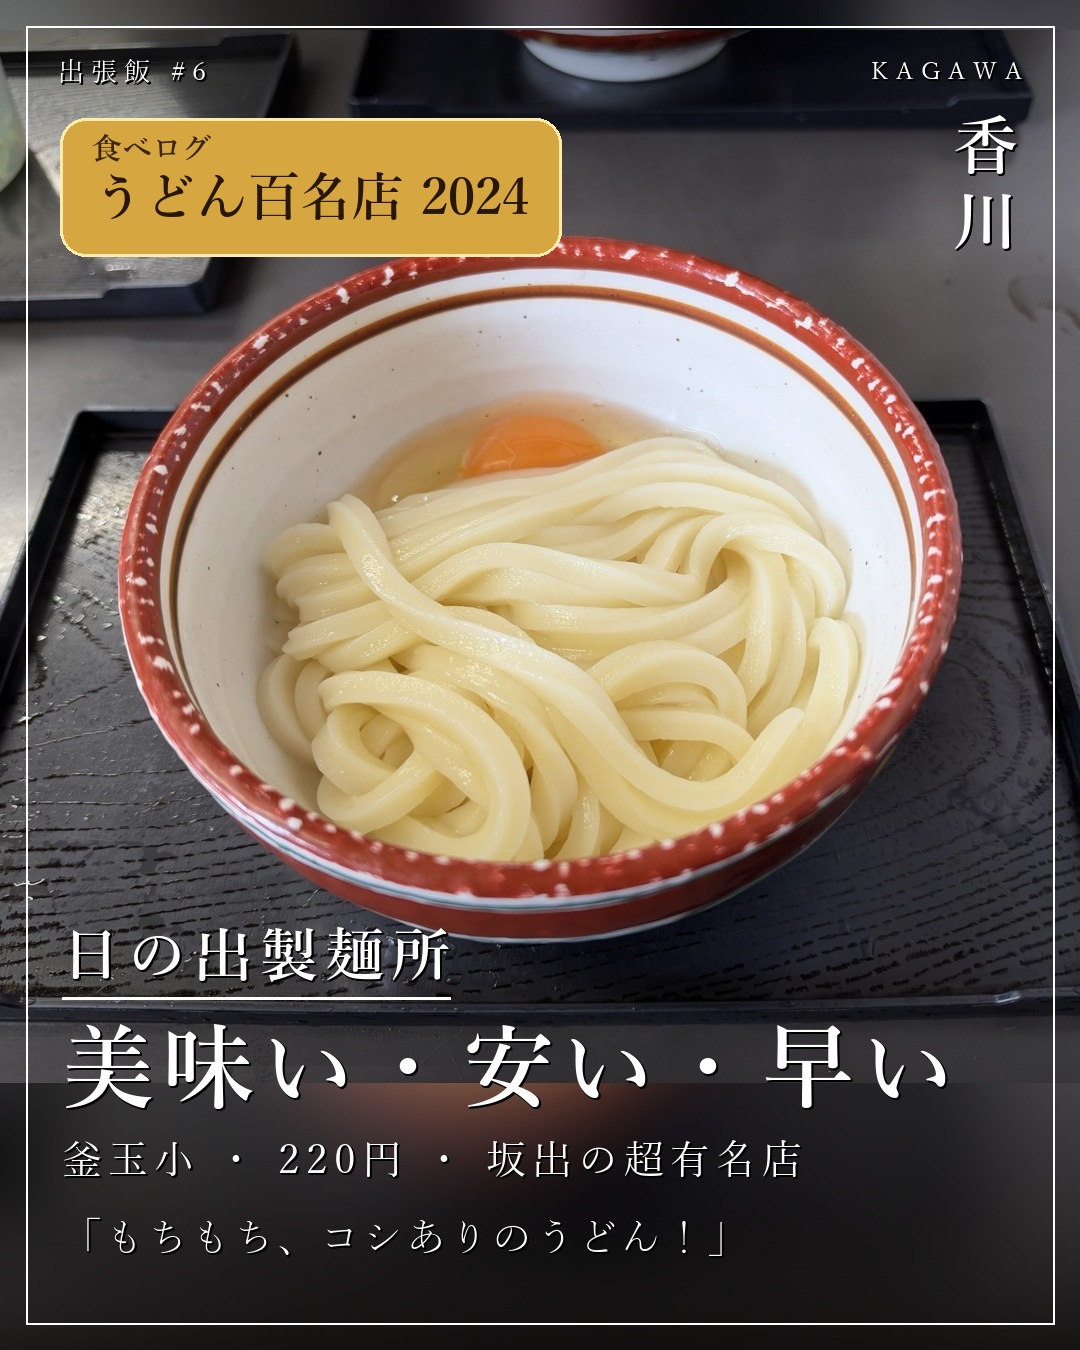 出張飯 #6
KAGAWA
香川
食べログ
うどん百名店 2024
日の出製麺所
美味い・安い・早い
釜玉小 ・ 220円 ・ 坂出の超有名店
「もちもち、コシありのうどん！」